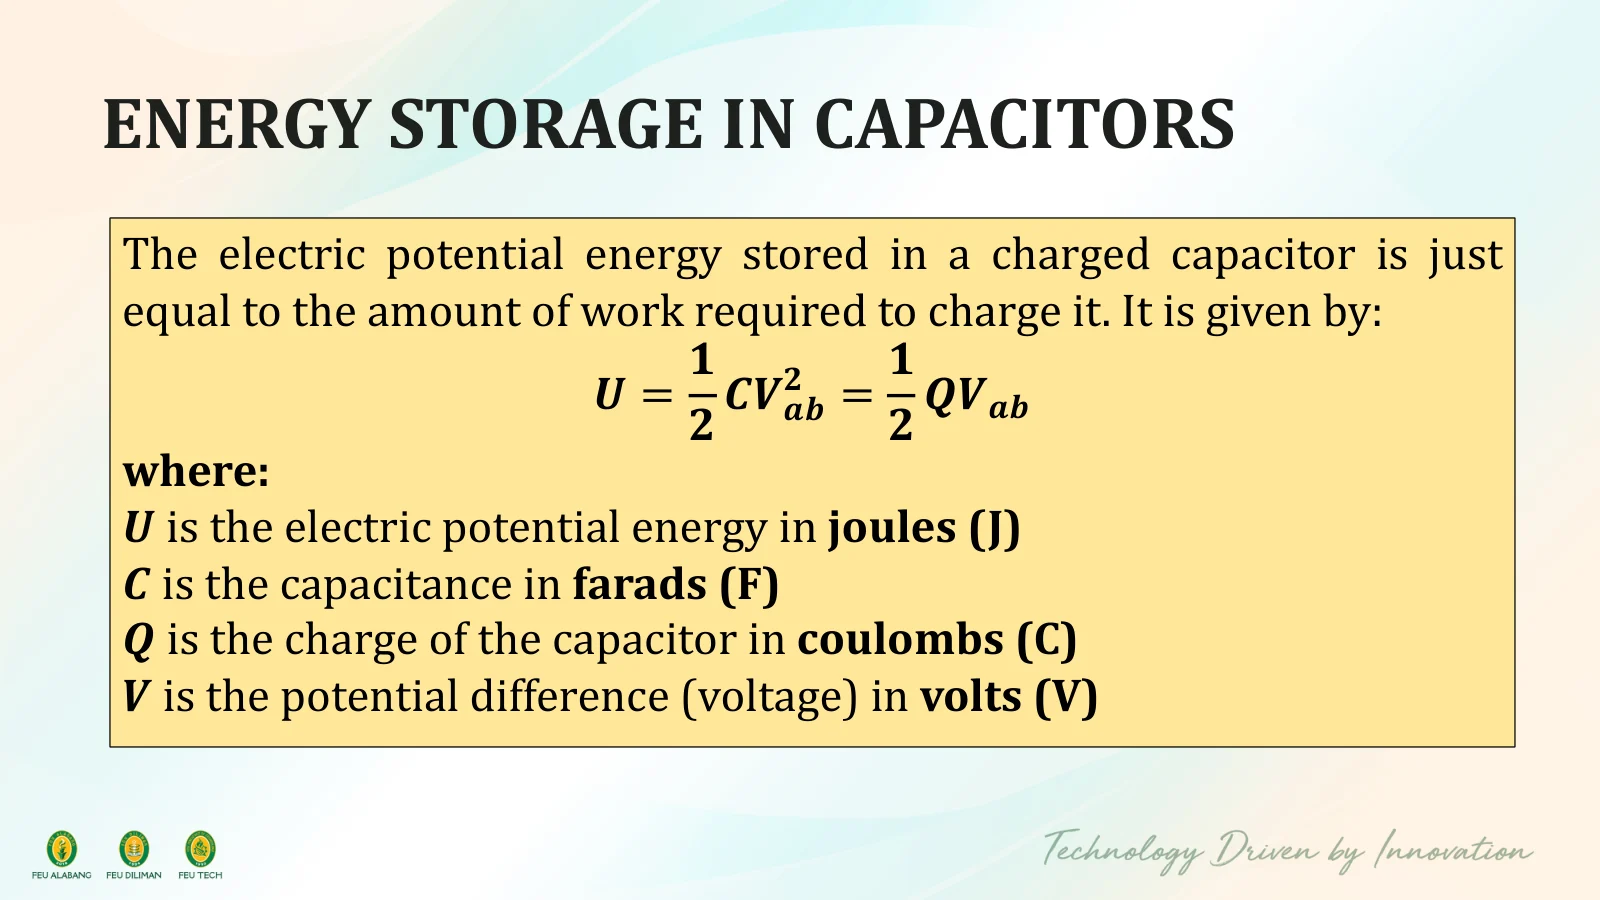 ENERGY STORAGE IN CAPACITORS
The electric potential energy stored in a charged capacitor is just
equal to the amount of work required to charge it. It is given by:
U = 1/2 CV_ab^2 = 1/2 QV_ab
where:
U is the electric potential energy in joules (J)
C is the capacitance in farads (F)
Q is the charge of the capacitor in coulombs (C)
V is the potential difference (voltage) in volts (V)
FEU ALABANG FEU DILIMAN FEU TECH
Technology Driven by Innovation